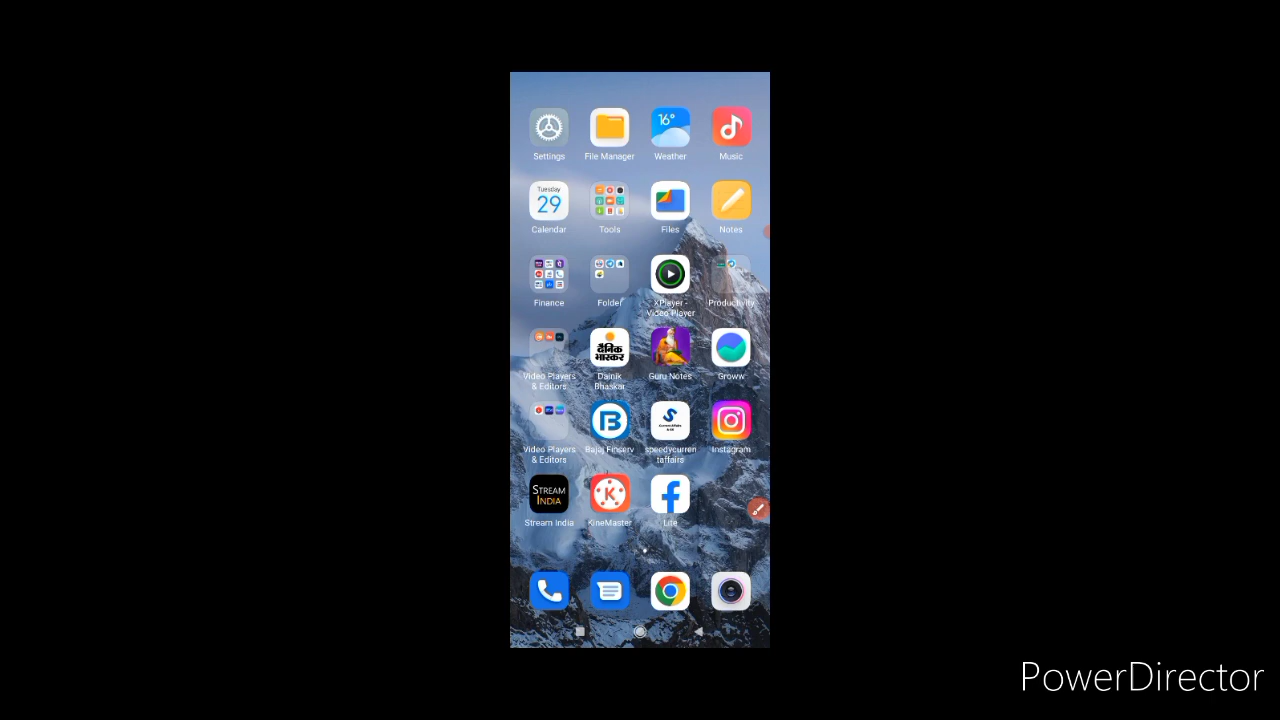 16°
Settings
File Manager
Weather
Music
Tuesday
29
Calendar
Tools
Files
Notes
Finance
Folder
XPlayer -
Video Player
Productivity
दैनिक
भास्कर
Video Players
& Editors
Dainik
Bhaskar
Guru Notes
Groww
B
S
Current Affairs
Video Players
& Editors
Bajaj Finserv
speedycurren
taffairs
Instagram
STREAM
INDIA
K
f
Stream India
KineMaster
Lite
PowerDirector